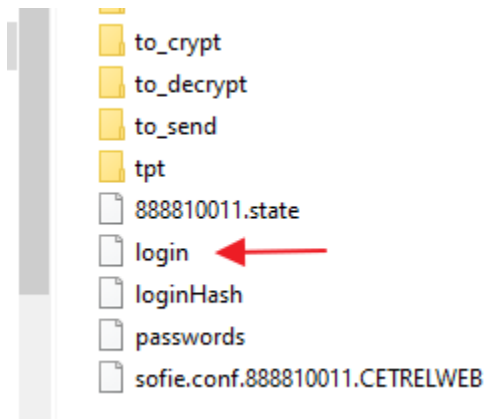 to_crypt
to_decrypt
to_send
tpt
888810011.state
login
loginHash
passwords
sofie.conf.888810011.CETRELWEB